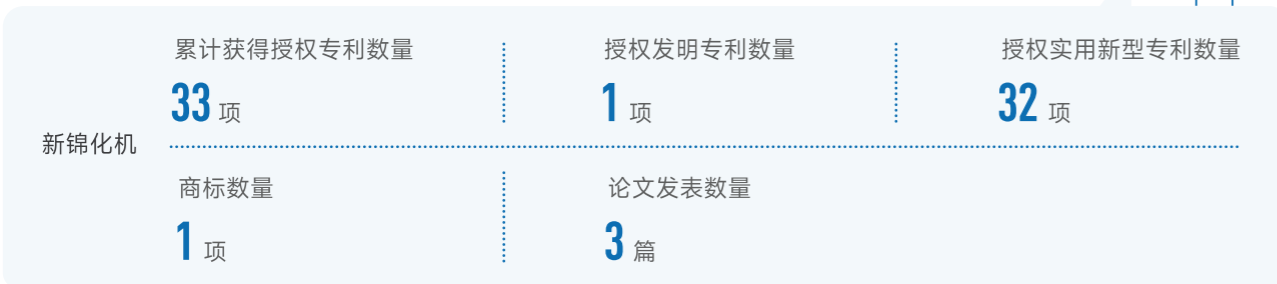 累计获得授权专利数量
授权发明专利数量
授权实用新型专利数量
33 项
1 项
32 项
新锦化机
商标数量
论文发表数量
1 项
3 篇